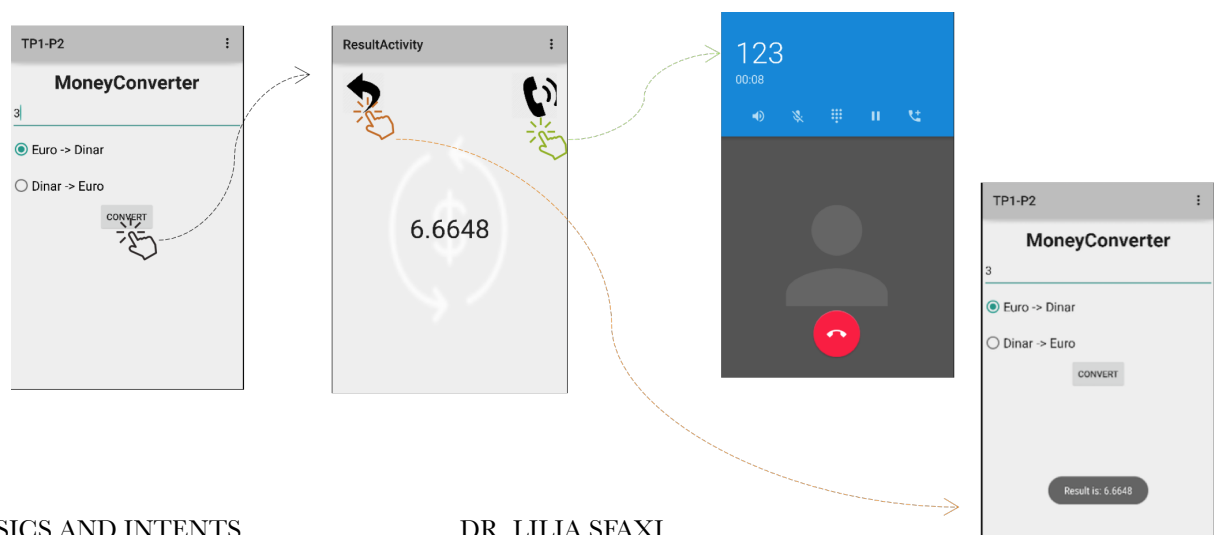 TP1-P2
MoneyConverter
3
Euro -> Dinar
Dinar -> Euro
CONVERT
ResultActivity
6.6648
123
00:08
TP1-P2
MoneyConverter
3
Euro -> Dinar
Dinar -> Euro
CONVERT
Result is: 6.6648
SICS AND INTENTS
DR. LILIA SFAXI